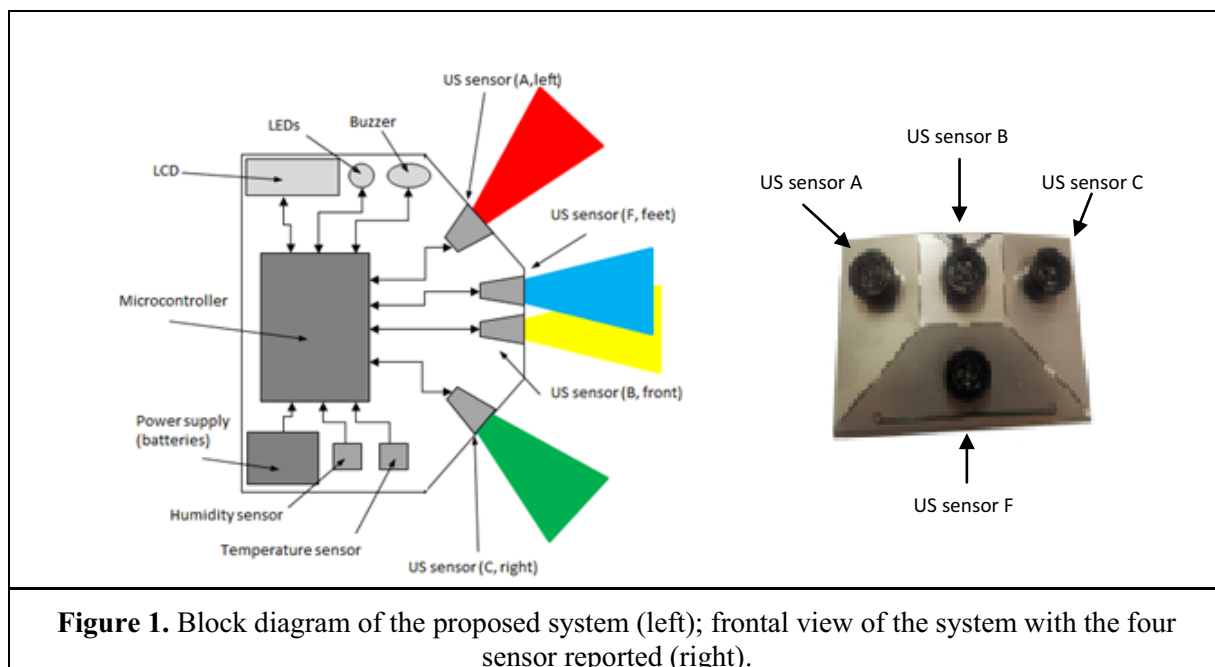 US sensor (A, left)
LEDs
Buzzer
LCD
US sensor (F, feet)
Microcontroller
US sensor (B, front)
Power supply
(batteries)
Humidity sensor
Temperature sensor
US sensor (C, right)
US sensor B
US sensor A
US sensor C
US sensor F
Figure 1. Block diagram of the proposed system (left); frontal view of the system with the four
sensor reported (right).